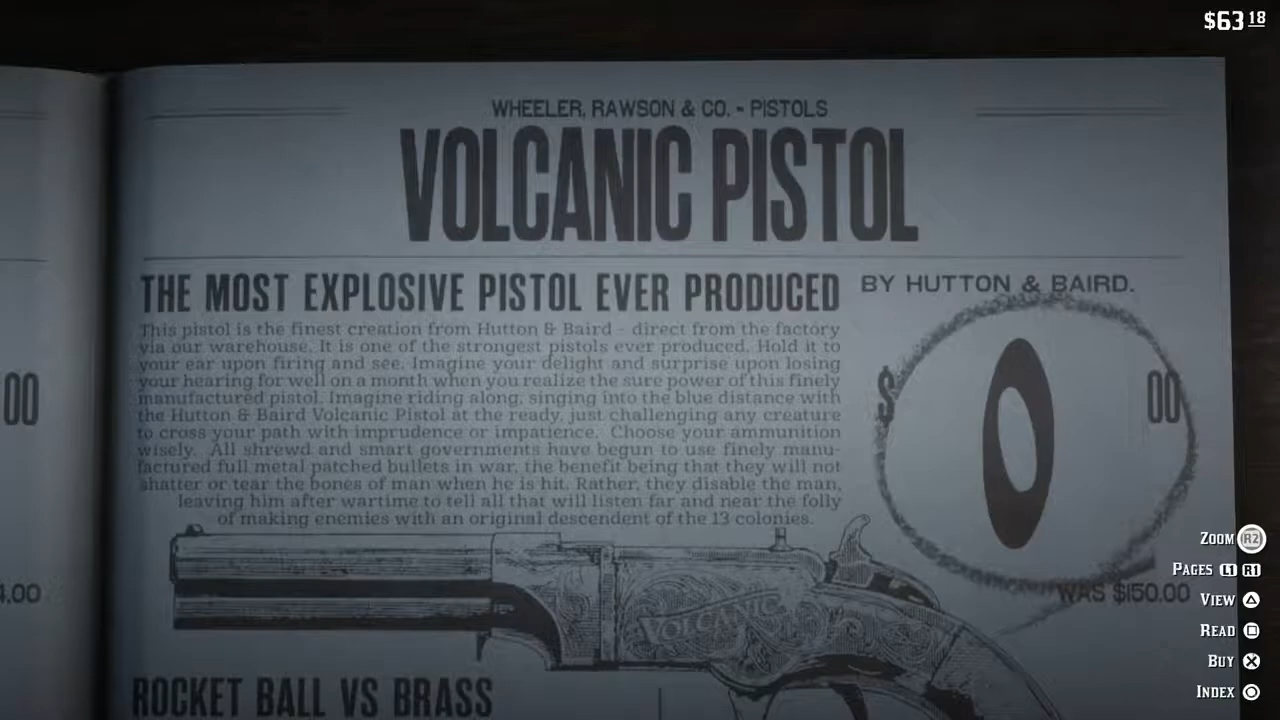 $63 18
WHEELER, RAWSON & CO. - PISTOLS
VOLCANIC PISTOL
THE MOST EXPLOSIVE PISTOL EVER PRODUCED
BY HUTTON & BAIRD.
This pistol is the finest creation from Hutton & Baird - direct from the factory
via our warehouse. It is one of the strongest pistols ever produced. Hold it to
your ear upon firing and see. Imagine your delight and surprise upon losing
your hearing for well on a month when you realize the sure power of this finely
manufactured pistol. Imagine riding along, singing into the blue distance with
the Hutton & Baird Volcanic Pistol at the ready, just challenging any creature
to cross your path with imprudence or impatience. Choose your ammunition
wisely. All shrewd and smart governments have begun to use finely manu-
factured full metal patched bullets in war, the benefit being that they will not
shatter or tear the bones of man when he is hit. Rather, they disable the man,
leaving him after wartime to tell all that will listen far and near the folly
of making enemies with an original descendent of the 13 colonies.
$0 00
WAS $150.00
00
4.00
VOLCANIC
ROCKET BALL VS BRASS
ZOOM R2
PAGES L1 R1
VIEW
READ
BUY
INDEX